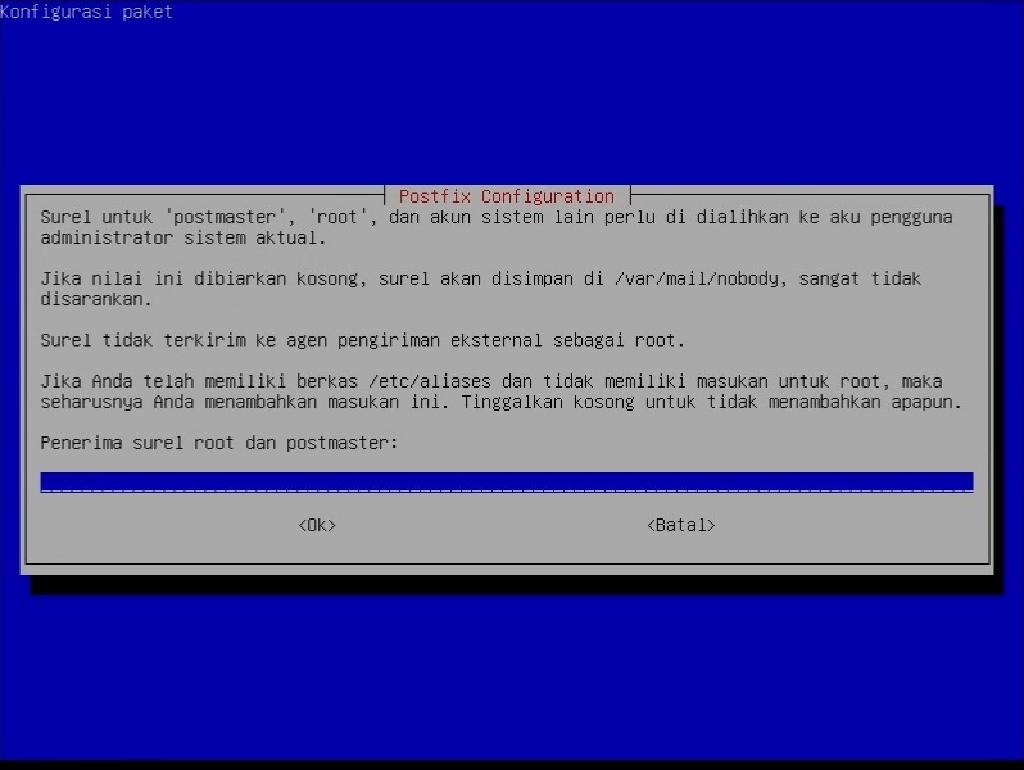 Konfigurasi paket
Postfix Configuration
Surel untuk 'postmaster', 'root', dan akun sistem lain perlu di dialihkan ke aku pengguna
administrator sistem aktual.
Jika nilai ini dibiarkan kosong, surel akan disimpan di /var/mail/nobody, sangat tidak
disarankan.
Surel tidak terkirim ke agen pengiriman eksternal sebagai root.
Jika Anda telah memiliki berkas /etc/aliases dan tidak memiliki masukan untuk root, maka
seharusnya Anda menambahkan masukan ini. Tinggalkan kosong untuk tidak menambahkan apapun.
Penerima surel root dan postmaster:
<Ok> <Batal>